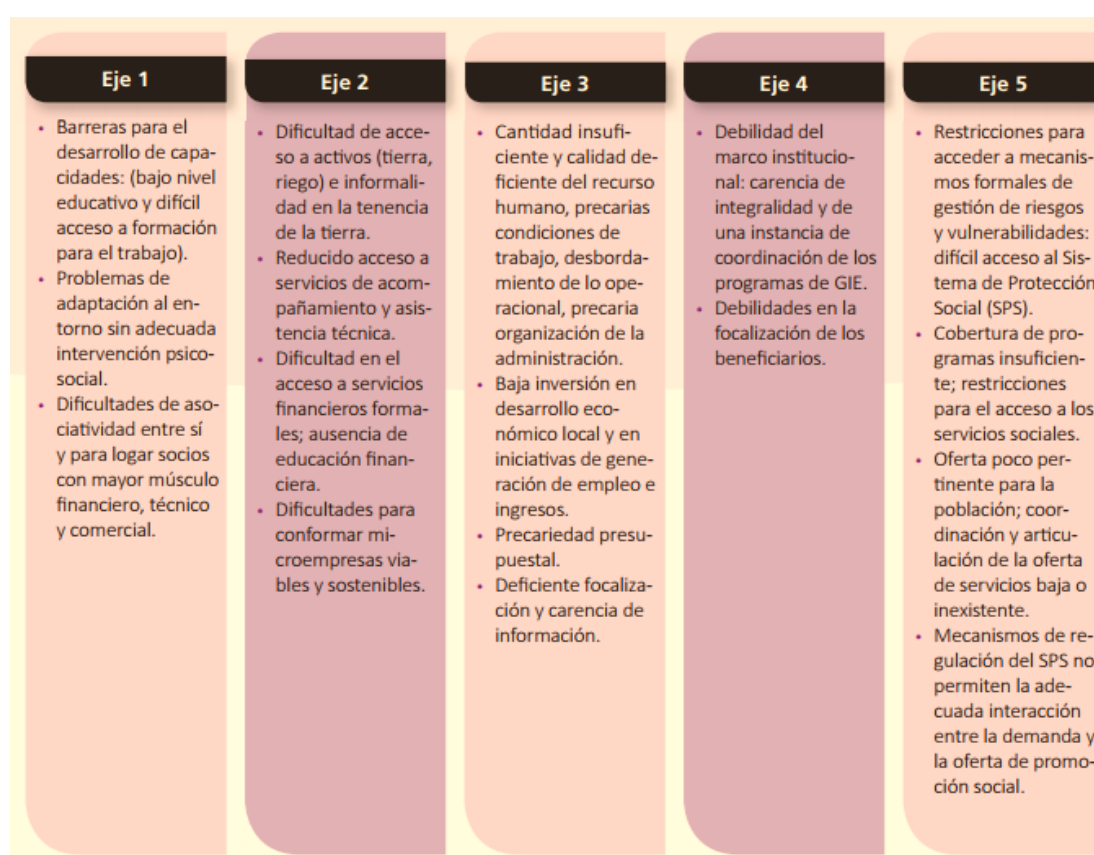 Eje 1
• Barreras para el
desarrollo de capa-
cidades: (bajo nivel
educativo y difícil
acceso a formación
para el trabajo).
• Problemas de
adaptación al en-
torno sin adecuada
intervención psico-
social.
• Dificultades de aso-
ciatividad entre sí
y para logar socios
con mayor músculo
financiero, técnico
y comercial.
Eje 2
• Dificultad de acce-
so a activos (tierra,
riego) e informali-
dad en la tenencia
de la tierra.
• Reducido acceso a
servicios de acom-
pañamiento y asis-
tencia técnica.
• Dificultad en el
acceso a servicios
financieros forma-
les; ausencia de
educación finan-
ciera.
• Dificultades para
conformar mi-
croempresas via-
bles y sostenibles.
Eje 3
• Cantidad insufi-
ciente y calidad de-
ficiente del recurso
humano, precarias
condiciones de
trabajo, desborda-
miento de lo ope-
racional, precaria
organización de la
administración.
• Baja inversión en
desarrollo eco-
nómico local y en
iniciativas de gene-
ración de empleo e
ingresos.
• Precariedad presu-
puestal.
• Deficiente focaliza-
ción y carencia de
información.
Eje 4
• Debilidad del
marco institucio-
nal: carencia de
integralidad y de
una instancia de
coordinación de los
programas de GIE.
• Debilidades en la
focalización de los
beneficiarios.
Eje 5
• Restricciones para
acceder a mecanis-
mos formales de
gestión de riesgos
y vulnerabilidades:
difícil acceso al Sis-
tema de Protección
Social (SPS).
• Cobertura de pro-
gramas insuficien-
te; restricciones
para el acceso a los
servicios sociales.
• Oferta poco per-
tinente para la
población; coor-
dinación y articu-
lación de la oferta
de servicios baja o
inexistente.
• Mecanismos de re-
gulación del SPS no
permiten la ade-
cuada interacción
entre la demanda y
la oferta de promo-
ción social.